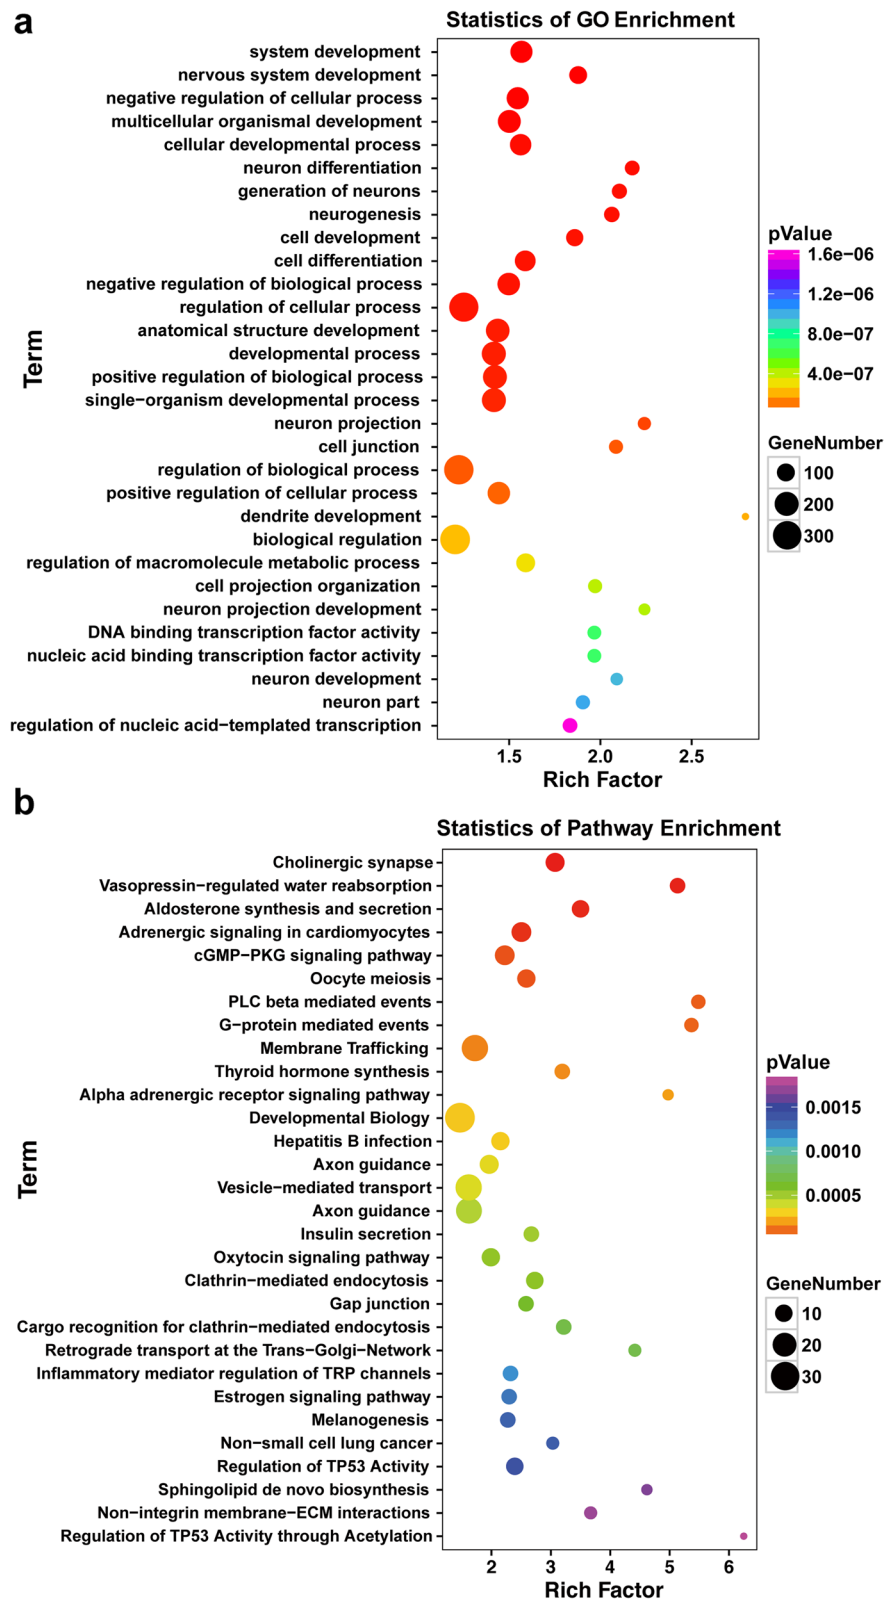 a
Statistics of GO Enrichment
system development
nervous system development
negative regulation of cellular process
multicellular organismal development
cellular developmental process
neuron differentiation
generation of neurons
neurogenesis
cell development
cell differentiation
negative regulation of biological process
regulation of cellular process
anatomical structure development
developmental process
positive regulation of biological process
single−organism developmental process
neuron projection
cell junction
regulation of biological process
positive regulation of cellular process
dendrite development
biological regulation
regulation of macromolecule metabolic process
cell projection organization
neuron projection development
DNA binding transcription factor activity
nucleic acid binding transcription factor activity
neuron development
neuron part
regulation of nucleic acid−templated transcription
Term
1.5 2.0 2.5
Rich Factor
pValue
1.6e−06
1.2e−06
8.0e−07
4.0e−07
GeneNumber
100
200
300
b
Statistics of Pathway Enrichment
Cholinergic synapse
Vasopressin−regulated water reabsorption
Aldosterone synthesis and secretion
Adrenergic signaling in cardiomyocytes
cGMP−PKG signaling pathway
Oocyte meiosis
PLC beta mediated events
G−protein mediated events
Membrane Trafficking
Thyroid hormone synthesis
Alpha adrenergic receptor signaling pathway
Developmental Biology
Hepatitis B infection
Axon guidance
Vesicle−mediated transport
Axon guidance
Insulin secretion
Oxytocin signaling pathway
Clathrin−mediated endocytosis
Gap junction
Cargo recognition for clathrin−mediated endocytosis
Retrograde transport at the Trans−Golgi−Network
Inflammatory mediator regulation of TRP channels
Estrogen signaling pathway
Melanogenesis
Non−small cell lung cancer
Regulation of TP53 Activity
Sphingolipid de novo biosynthesis
Non−integrin membrane−ECM interactions
Regulation of TP53 Activity through Acetylation
Term
2 3 4 5 6
Rich Factor
pValue
0.0015
0.0010
0.0005
GeneNumber
10
20
30